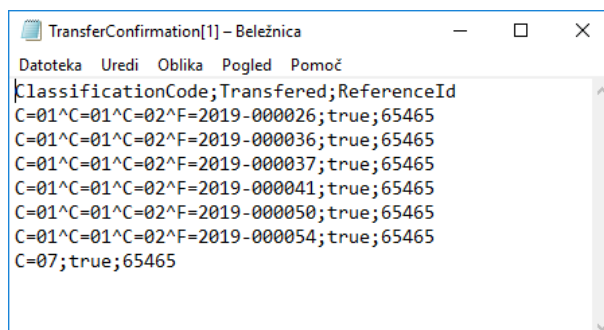 TransferConfirmation[1] – Beležnica
Datoteka Uredi Oblika Pogled Pomoč
ClassificationCode;Transfered;ReferenceId
C=01^C=01^C=02^F=2019-000026;true;65465
C=01^C=01^C=02^F=2019-000036;true;65465
C=01^C=01^C=02^F=2019-000037;true;65465
C=01^C=01^C=02^F=2019-000041;true;65465
C=01^C=01^C=02^F=2019-000050;true;65465
C=01^C=01^C=02^F=2019-000054;true;65465
C=07;true;65465